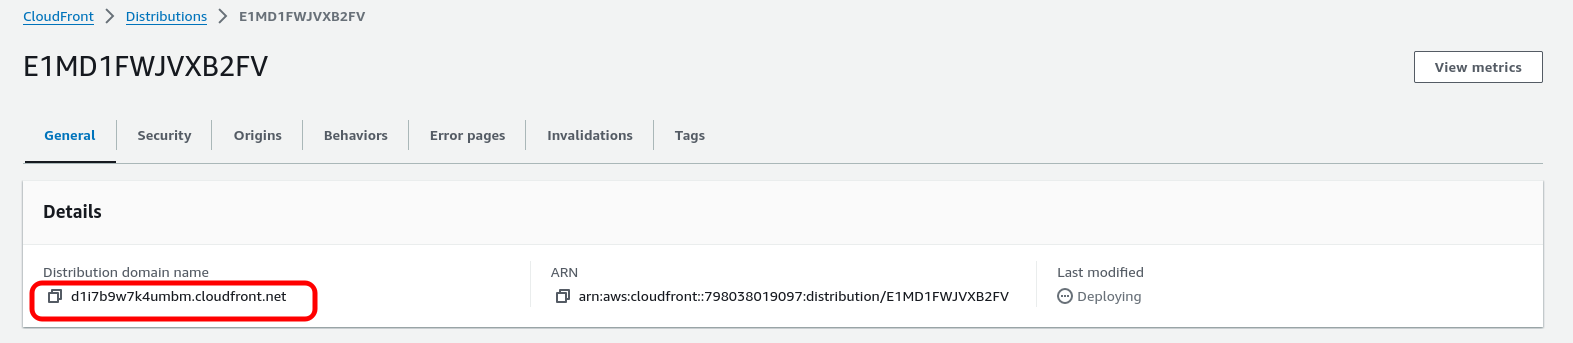 CloudFront > Distributions > E1MD1FWJVXB2FV
E1MD1FWJVXB2FV
View metrics
General Security Origins Behaviors Error pages Invalidations Tags
Details
Distribution domain name
d1i7b9w7k4umbm.cloudfront.net
ARN
arn:aws:cloudfront::798038019097:distribution/E1MD1FWJVXB2FV
Last modified
Deploying